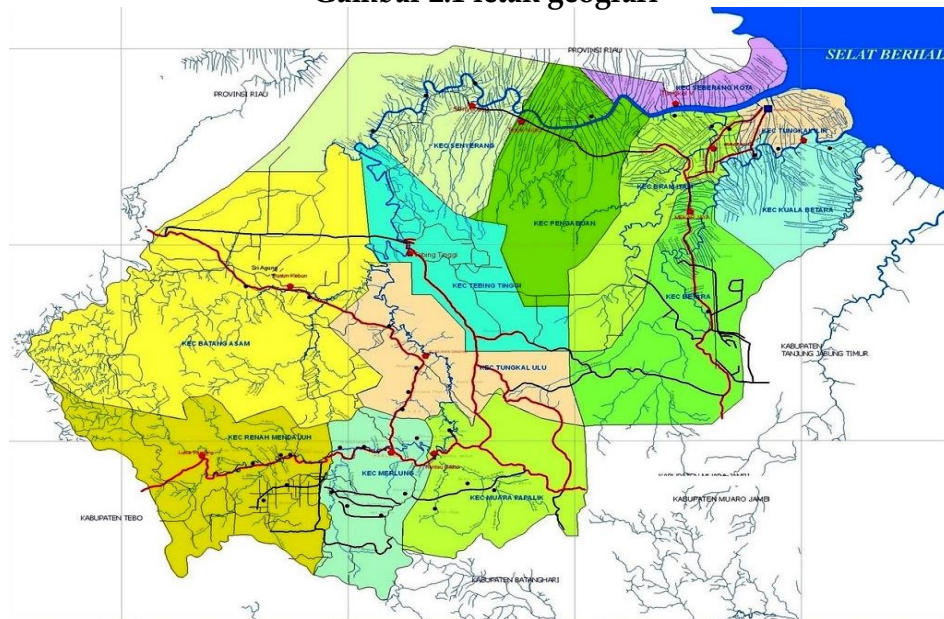 Gambar 2.1 letak geografi
PROVINSI RIAU
SELAT BERHAL
PROVINSI RIAU
KEC SEBERANG KOTA
KEC TUNGKAL ILIR
KEC SENYERANG
KEC BRAM ITAM
KEC PENGABUAN
KEC KUALA BETARA
Tebing Tinggi
Sri Agung
KEC TEBING TINGGI
KEC BETARA
KEC BATANG ASAM
KABUPATEN
TANJUNG JABUNG TIMUR
KEC TUNGKAL ULU
KEC RENAH MENDALUH
KEC MERLUNG
KEC MUARA PAPALIK
KABUPATEN MUARO JAMBI
KABUPATEN TEBO
KABUPATEN BATANGHARI